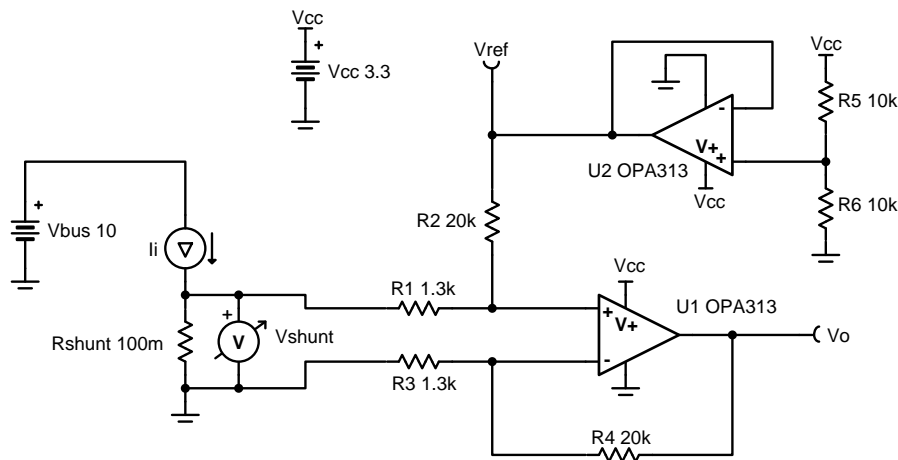 Vcc
+
Vcc 3.3
Vref
Vcc
R5 10k
-
V+
+
U2 OPA313
Vcc
R6 10k
+
Vbus 10
Ii
R2 20k
R1 1.3k
Vcc
U1 OPA313
+
V+
-
Vo
Rshunt 100m
+
V
Vshunt
R3 1.3k
R4 20k